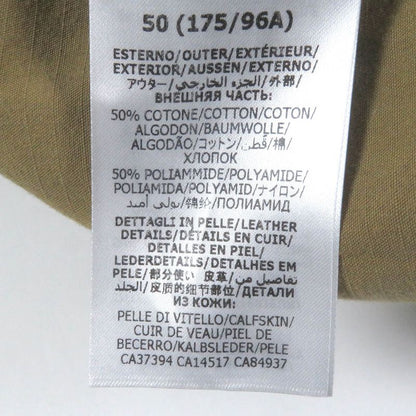 50 (175/96A)
ESTERNO/OUTER/EXTÉRIEUR/
EXTERIOR/AUSSEN/EXTERNO/
アウター/الجزء الخارجي/外部/
ВНЕШНЯЯ ЧАСТЬ:
50% COTONE/COTTON/COTON/
ALGODON/BAUMWOLLE/
ALGODÃO/コットン/قطن/棉/
ХЛОПОК
50% POLIAMMIDE/POLYAMIDE/
POLIAMIDA/POLYAMID/ナイロン/
بولي أميد/锦纶/ПОЛИАМИД
DETTAGLI IN PELLE/LEATHER
DETAILS/DÉTAILS EN CUIR/
DETALLES EN PIEL/
LEDERDETAILS/DETALHES EM
PELE/部分使い 皮革/تفاصيل من
الجلد/皮质的细节部位/ДЕТАЛИ
ИЗ КОЖИ:
PELLE DI VITELLO/CALFSKIN/
CUIR DE VEAU/PIEL DE
BECERRO/KALBSLEDER/PELE
CA37394 CA14517 CA84937